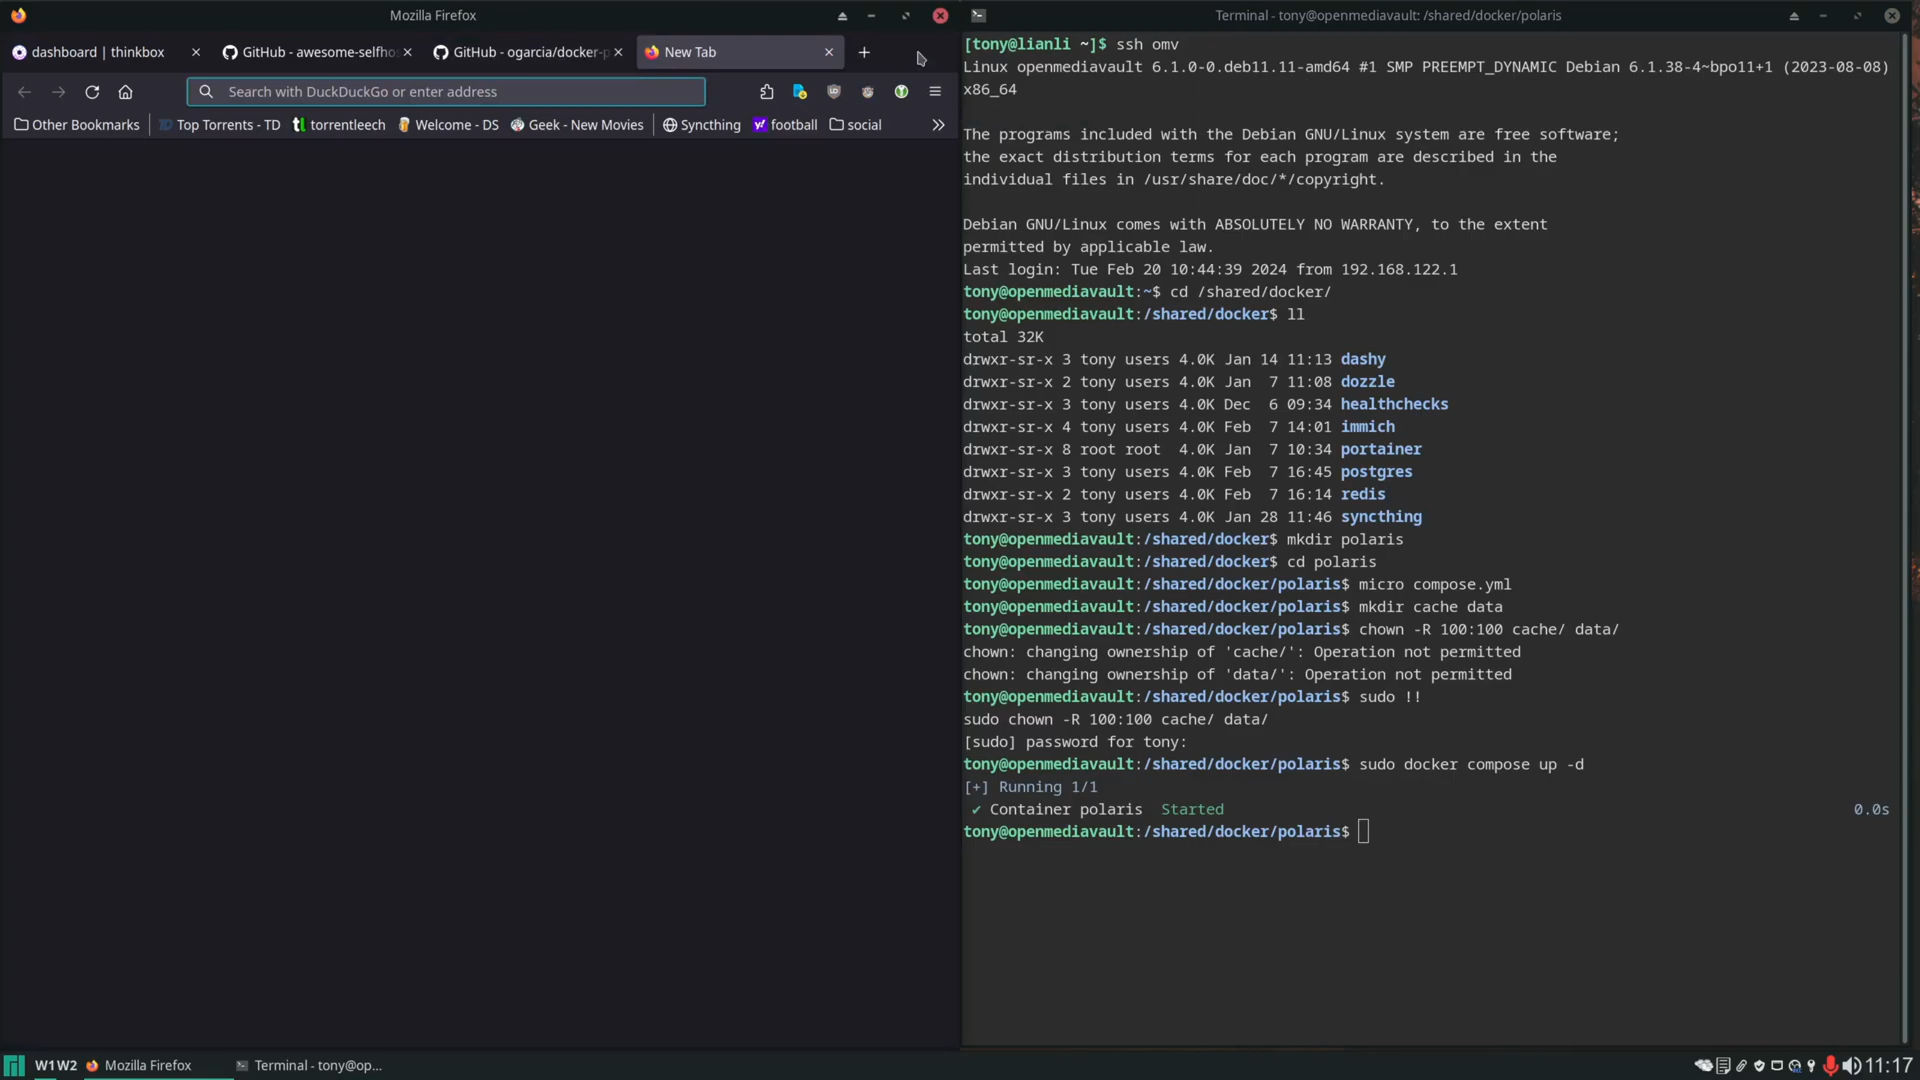 Mozilla Firefox
dashboard | thinkbox
GitHub - awesome-selfhos
GitHub - ogarcia/docker-p
New Tab
Search with DuckDuckGo or enter address
Other Bookmarks
Top Torrents - TD
torrentleech
Welcome - DS
Geek - New Movies
Syncthing
football
social
Terminal - tony@openmediavault: /shared/docker/polaris
[tony@lianli ~]$ ssh omv
Linux openmediavault 6.1.0-0.deb11.11-amd64 #1 SMP PREEMPT_DYNAMIC Debian 6.1.38-4~bpo11+1 (2023-08-08)
x86_64
The programs included with the Debian GNU/Linux system are free software;
the exact distribution terms for each program are described in the
individual files in /usr/share/doc/*/copyright.
Debian GNU/Linux comes with ABSOLUTELY NO WARRANTY, to the extent
permitted by applicable law.
Last login: Tue Feb 20 10:44:39 2024 from 192.168.122.1
tony@openmediavault:~$ cd /shared/docker/
tony@openmediavault:/shared/docker$ ll
total 32K
drwxr-sr-x 3 tony users 4.0K Jan 14 11:13 dashy
drwxr-sr-x 2 tony users 4.0K Jan  7 11:08 dozzle
drwxr-sr-x 3 tony users 4.0K Dec  6 09:34 healthchecks
drwxr-sr-x 4 tony users 4.0K Feb  7 14:01 immich
drwxr-sr-x 8 root root  4.0K Jan  7 10:34 portainer
drwxr-sr-x 3 tony users 4.0K Feb  7 16:45 postgres
drwxr-sr-x 2 tony users 4.0K Feb  7 16:14 redis
drwxr-sr-x 3 tony users 4.0K Jan 28 11:46 syncthing
tony@openmediavault:/shared/docker$ mkdir polaris
tony@openmediavault:/shared/docker$ cd polaris
tony@openmediavault:/shared/docker/polaris$ micro compose.yml
tony@openmediavault:/shared/docker/polaris$ mkdir cache data
tony@openmediavault:/shared/docker/polaris$ chown -R 100:100 cache/ data/
chown: changing ownership of 'cache/': Operation not permitted
chown: changing ownership of 'data/': Operation not permitted
tony@openmediavault:/shared/docker/polaris$ sudo !!
sudo chown -R 100:100 cache/ data/
[sudo] password for tony:
tony@openmediavault:/shared/docker/polaris$ sudo docker compose up -d
[+] Running 1/1
✔ Container polaris  Started 0.0s
tony@openmediavault:/shared/docker/polaris$
W1W2
Mozilla Firefox
Terminal - tony@op...
11:17